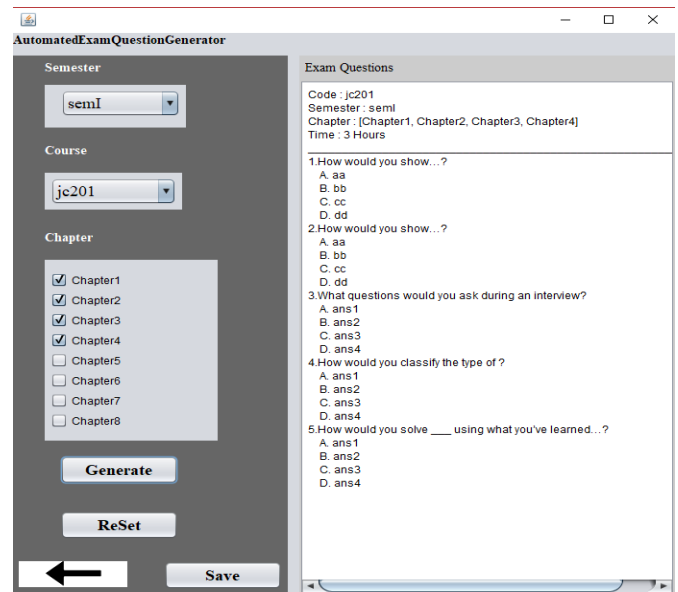 AutomatedExamQuestionGenerator
Semester
semI
Course
jc201
Chapter
Chapter1
Chapter2
Chapter3
Chapter4
Chapter5
Chapter6
Chapter7
Chapter8
Generate
ReSet
Save
Exam Questions
Code : jc201
Semester : semI
Chapter : [Chapter1, Chapter2, Chapter3, Chapter4]
Time : 3 Hours
1.How would you show…?
A. aa
B. bb
C. cc
D. dd
2.How would you show…?
A. aa
B. bb
C. cc
D. dd
3.What questions would you ask during an interview?
A. ans1
B. ans2
C. ans3
D. ans4
4.How would you classify the type of ?
A. ans1
B. ans2
C. ans3
D. ans4
5.How would you solve ___ using what you've learned…?
A. ans1
B. ans2
C. ans3
D. ans4